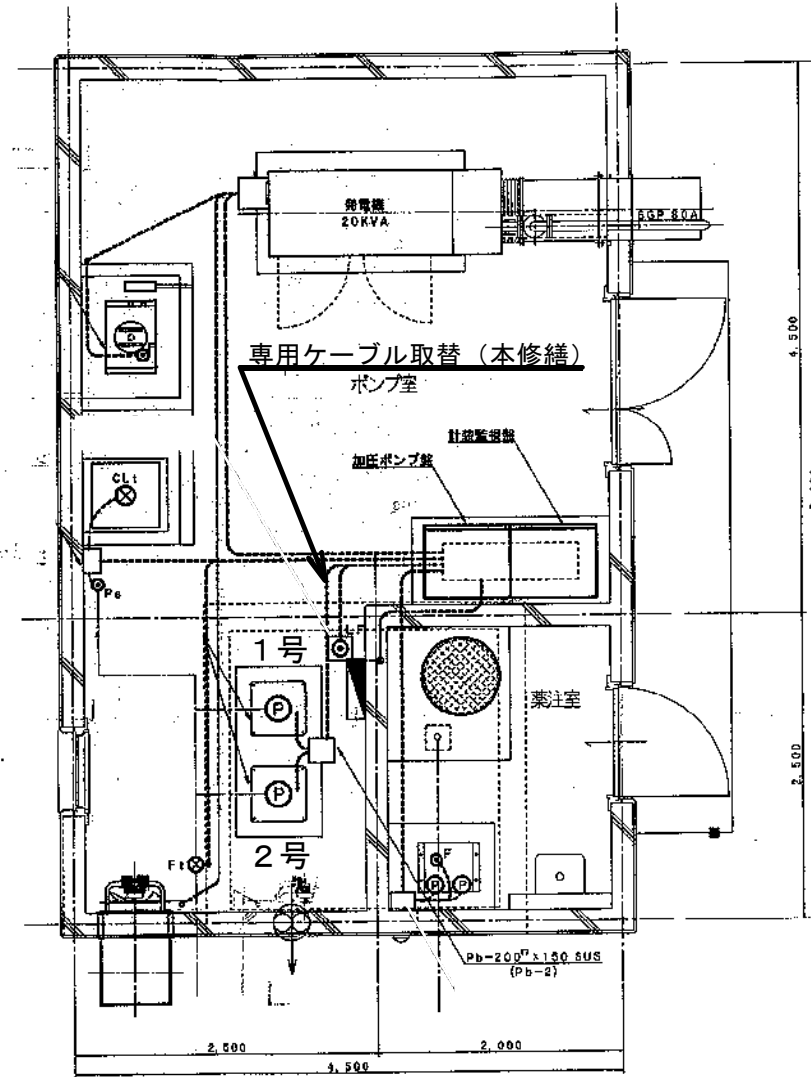 発電機
20KVA
SGP 80A
4,500
専用ケーブル取替（本修繕）
ポンプ室
計装監視盤
加圧ポンプ盤
CLt
Pe
LF
1号
P
薬注室
P
2,500
2号
Ft
F
P
P
Pb-200□×150 SUS
(Pb-2)
2,500
2,000
4,500